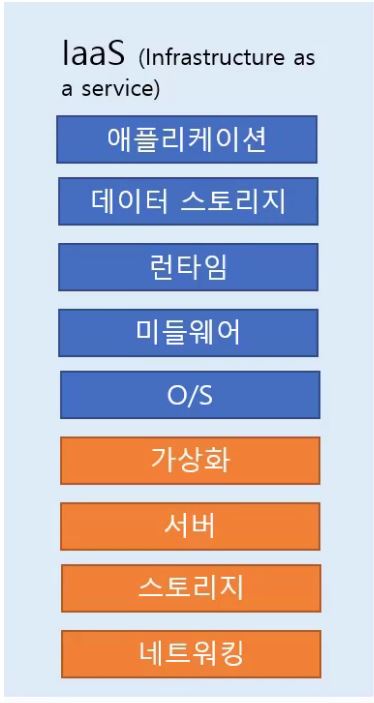 IaaS (Infrastructure as
a service)
애플리케이션
데이터 스토리지
런타임
미들웨어
O/S
가상화
서버
스토리지
네트워킹